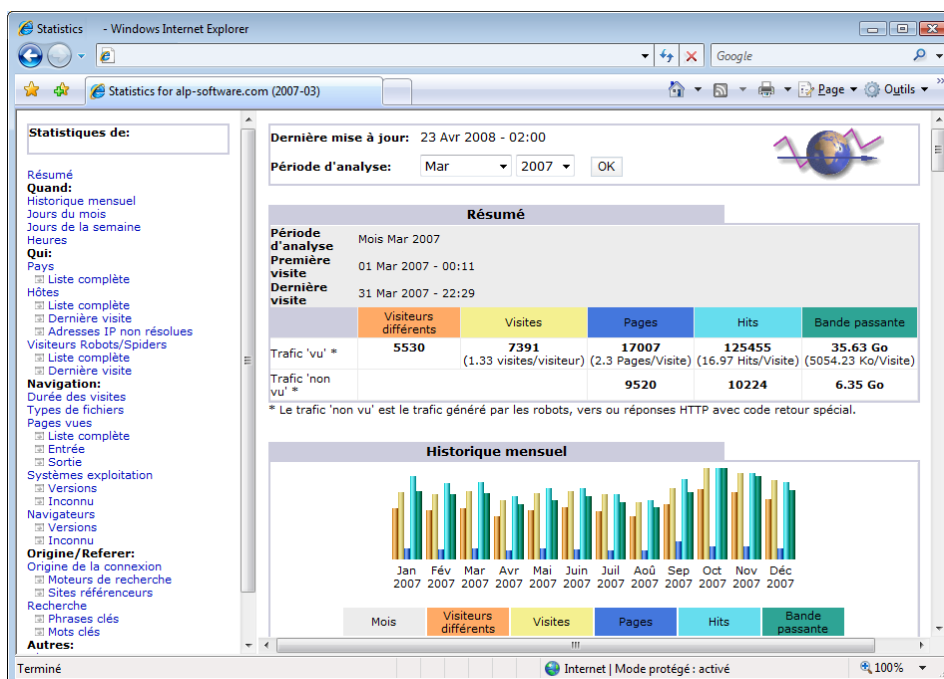 Statistics - Windows Internet Explorer
Google
Statistics for alp-software.com (2007-03)
Page
Outils
»
Statistiques de:
Résumé
Quand:
Historique mensuel
Jours du mois
Jours de la semaine
Heures
Qui:
Pays
Liste complète
Hôtes
Liste complète
Dernière visite
Adresses IP non résolues
Visiteurs Robots/Spiders
Liste complète
Dernière visite
Navigation:
Durée des visites
Types de fichiers
Pages vues
Liste complète
Entrée
Sortie
Systèmes exploitation
Versions
Inconnu
Navigateurs
Versions
Inconnu
Origine/Referer:
Origine de la connexion
Moteurs de recherche
Sites référenceurs
Recherche
Phrases clés
Mots clés
Autres:
Dernière mise à jour: 23 Avr 2008 - 02:00
Période d'analyse: Mar 2007 OK
Résumé
Période d'analyse Mois Mar 2007
Première visite 01 Mar 2007 - 00:11
Dernière visite 31 Mar 2007 - 22:29
Visiteurs différents Visites Pages Hits Bande passante
Trafic 'vu' * 5530 7391 17007 125455 35.63 Go
(1.33 visites/visiteur) (2.3 Pages/Visite) (16.97 Hits/Visite) (5054.23 Ko/Visite)
Trafic 'non vu' * 9520 10224 6.35 Go
* Le trafic 'non vu' est le trafic généré par les robots, vers ou réponses HTTP avec code retour spécial.
Historique mensuel
Jan Fév Mar Avr Mai Juin Juil Aoû Sep Oct Nov Déc
2007 2007 2007 2007 2007 2007 2007 2007 2007 2007 2007 2007
Mois Visiteurs différents Visites Pages Hits Bande passante
Terminé
Internet | Mode protégé : activé
100%